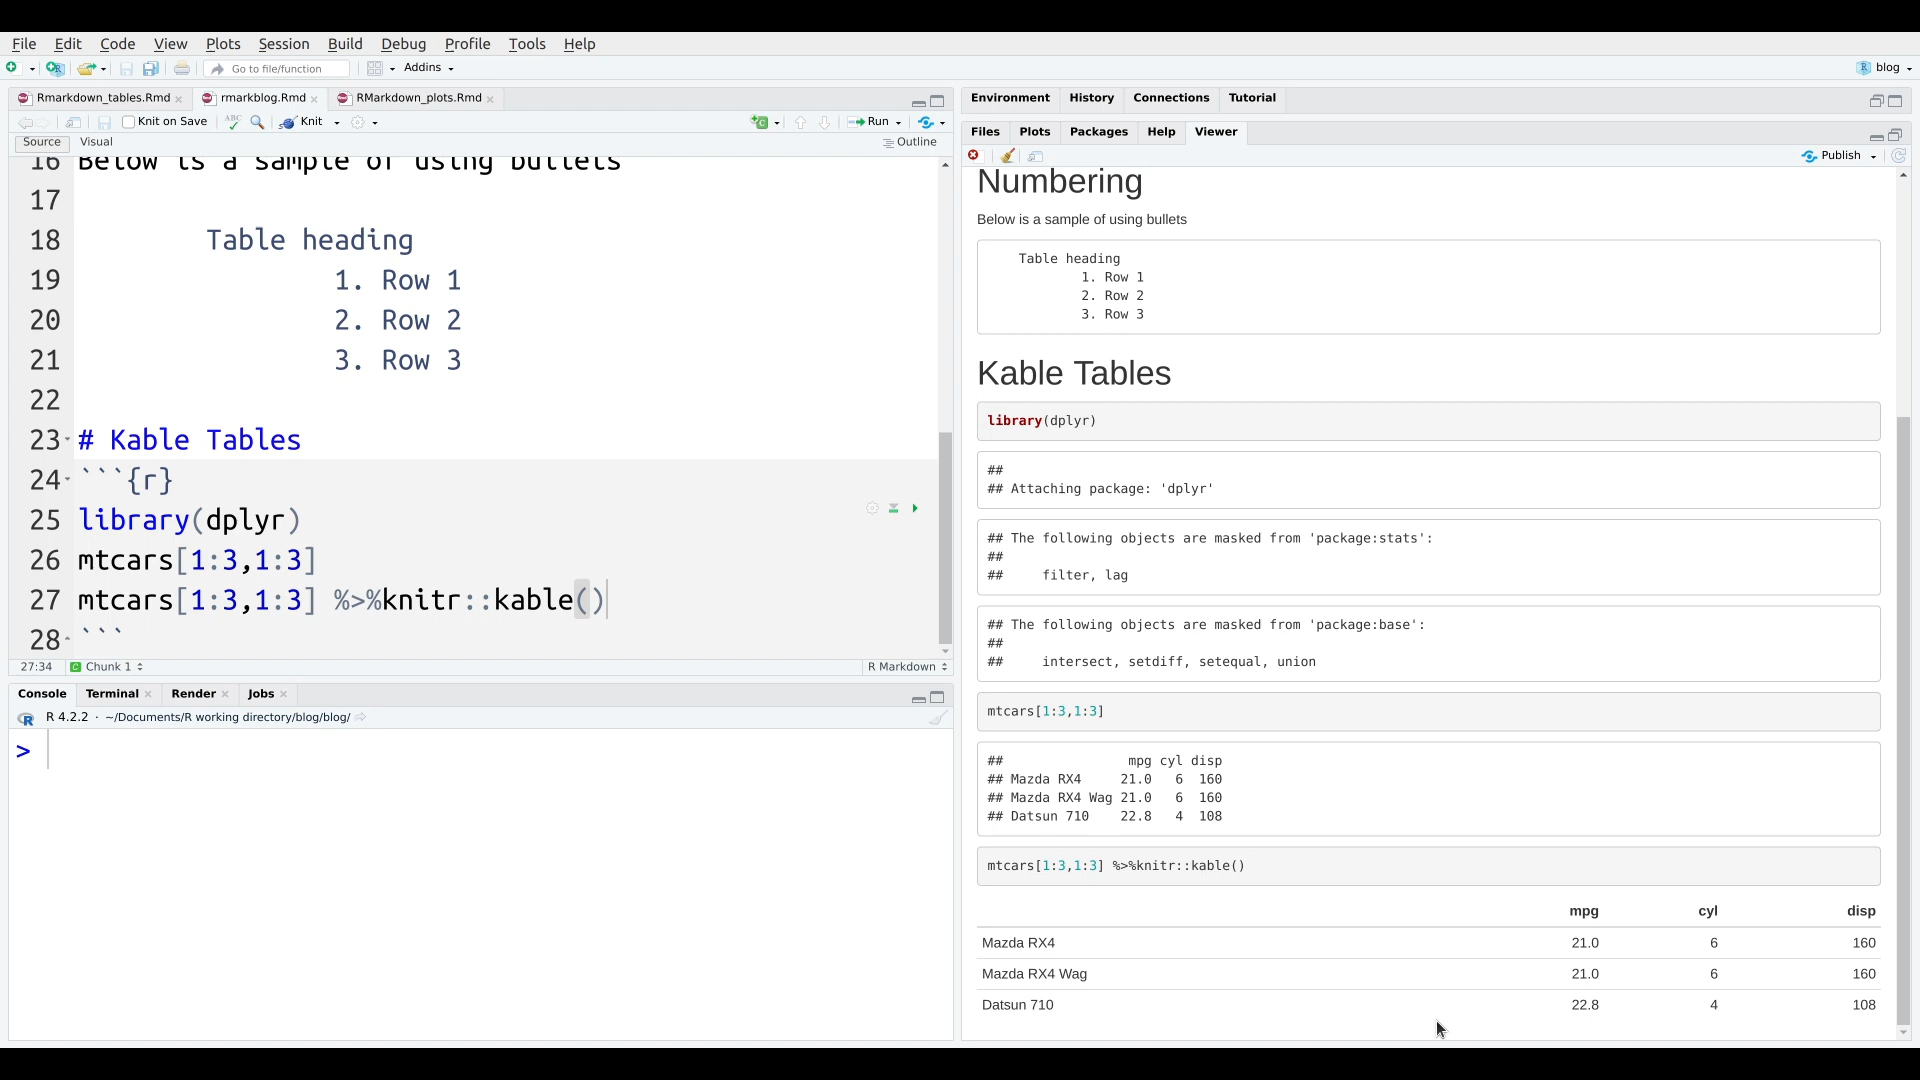 File Edit Code View Plots Session Build Debug Profile Tools Help
Go to file/function Addins blog
Rmarkdown_tables.Rmd rmarkblog.Rmd RMarkdown_plots.Rmd
Knit on Save ABC Knit Run
Source Visual Outline
16 Below is a sample of using bullets
17
18 Table heading
19 1. Row 1
20 2. Row 2
21 3. Row 3
22
23 # Kable Tables
24 ```{r}
25 library(dplyr)
26 mtcars[1:3,1:3]
27 mtcars[1:3,1:3] %>%knitr::kable()
28 ```
27:34 Chunk 1 R Markdown
Console Terminal Render Jobs
R 4.2.2 · ~/Documents/R working directory/blog/blog/
>
Environment History Connections Tutorial
Files Plots Packages Help Viewer
Publish
Numbering
Below is a sample of using bullets
Table heading
1. Row 1
2. Row 2
3. Row 3
Kable Tables
library(dplyr)
##
## Attaching package: 'dplyr'
## The following objects are masked from 'package:stats':
##
## filter, lag
## The following objects are masked from 'package:base':
##
## intersect, setdiff, setequal, union
mtcars[1:3,1:3]
## mpg cyl disp
## Mazda RX4 21.0 6 160
## Mazda RX4 Wag 21.0 6 160
## Datsun 710 22.8 4 108
mtcars[1:3,1:3] %>%knitr::kable()
mpg cyl disp
Mazda RX4 21.0 6 160
Mazda RX4 Wag 21.0 6 160
Datsun 710 22.8 4 108